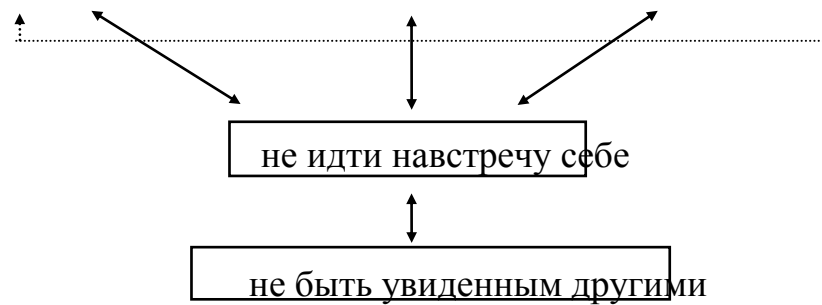 не идти навстречу себе
не быть увиденным другими